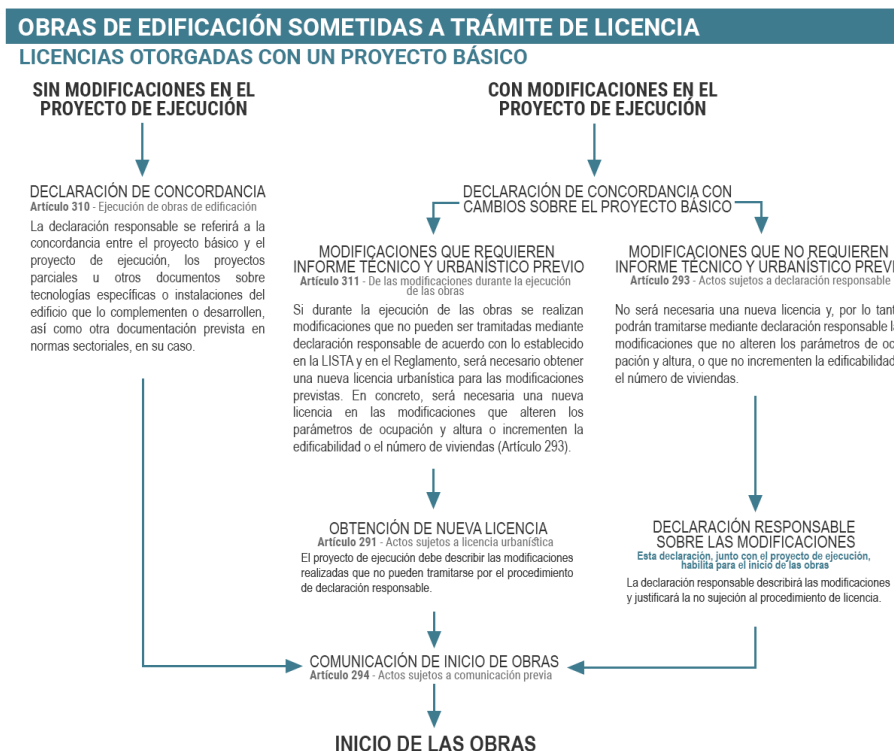 OBRAS DE EDIFICACIÓN SOMETIDAS A TRÁMITE DE LICENCIA
LICENCIAS OTORGADAS CON UN PROYECTO BÁSICO
SIN MODIFICACIONES EN EL
PROYECTO DE EJECUCIÓN
DECLARACIÓN DE CONCORDANCIA
Artículo 310 - Ejecución de obras de edificación
La declaración responsable se referirá a la
concordancia entre el proyecto básico y el
proyecto de ejecución, los proyectos
parciales u otros documentos sobre
tecnologías específicas o instalaciones del
edificio que lo complementen o desarrollen,
así como otra documentación prevista en
normas sectoriales, en su caso.
CON MODIFICACIONES EN EL
PROYECTO DE EJECUCIÓN
DECLARACIÓN DE CONCORDANCIA CON
CAMBIOS SOBRE EL PROYECTO BÁSICO
MODIFICACIONES QUE REQUIEREN
INFORME TÉCNICO Y URBANÍSTICO PREVIO
Artículo 311 - De las modificaciones durante la ejecución
de las obras
Si durante la ejecución de las obras se realizan
modificaciones que no pueden ser tramitadas mediante
declaración responsable de acuerdo con lo establecido
en la LISTA y en el Reglamento, será necesario obtener
una nueva licencia urbanística para las modificaciones
previstas. En concreto, será necesaria una nueva
licencia en las modificaciones que alteren los
parámetros de ocupación y altura o incrementen la
edificabilidad o el número de viviendas (Artículo 293).
OBTENCIÓN DE NUEVA LICENCIA
Artículo 291 - Actos sujetos a licencia urbanística
El proyecto de ejecución debe describir las modificaciones
realizadas que no pueden tramitarse por el procedimiento
de declaración responsable.
MODIFICACIONES QUE NO REQUIEREN
INFORME TÉCNICO Y URBANÍSTICO PREVI
Artículo 293 - Actos sujetos a declaración responsable
No será necesaria una nueva licencia y, por lo tant
podrán tramitarse mediante declaración responsable l
modificaciones que no alteren los parámetros de oc
pación y altura, o que no incrementen la edificabilidad
el número de viviendas.
DECLARACIÓN RESPONSABLE
SOBRE LAS MODIFICACIONES
Esta declaración, junto con el proyecto de ejecución,
habilita para el inicio de las obras
La declaración responsable describirá las modificaciones
y justificará la no sujeción al procedimiento de licencia.
COMUNICACIÓN DE INICIO DE OBRAS
Artículo 294 - Actos sujetos a comunicación previa
INICIO DE LAS OBRAS